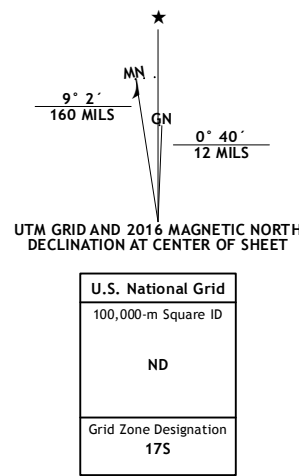 ★
MN
GN
9° 2´
160 MILS
0° 40´
12 MILS
UTM GRID AND 2016 MAGNETIC NORTH
DECLINATION AT CENTER OF SHEET
U.S. National Grid
100,000-m Square ID
ND
Grid Zone Designation
17S